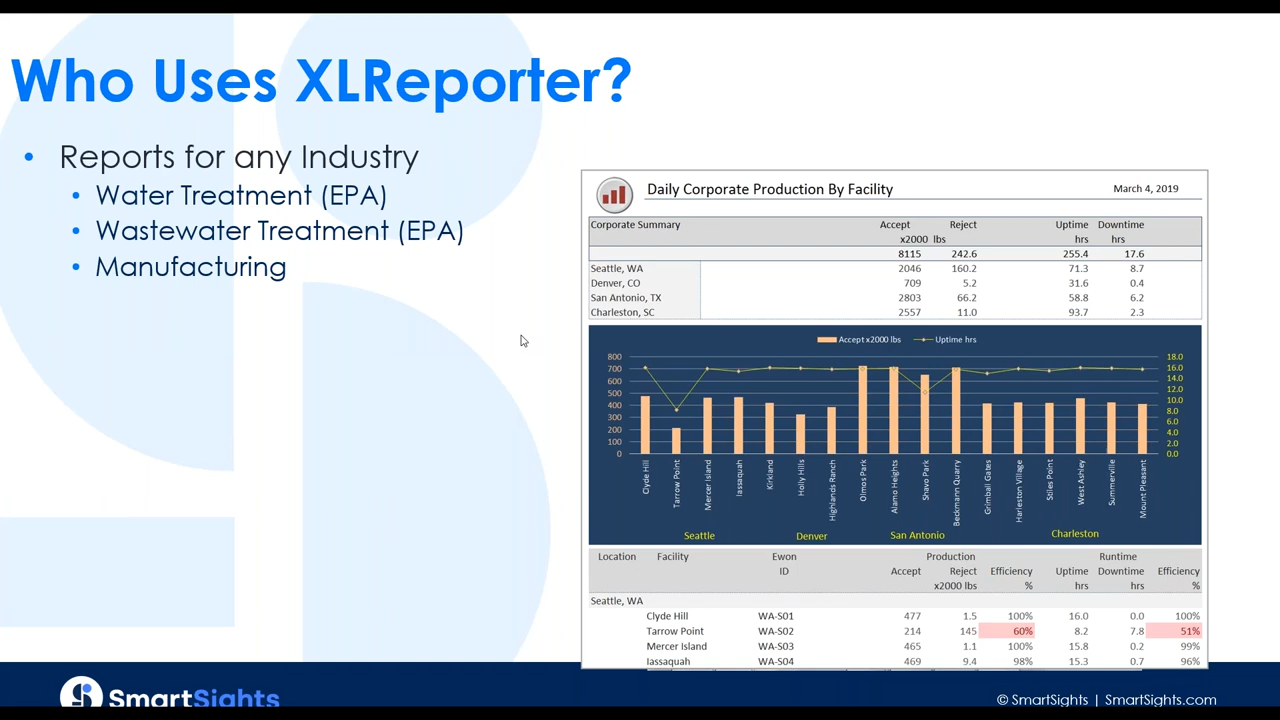 Who Uses XLReporter?
• Reports for any Industry
• Water Treatment (EPA)
• Wastewater Treatment (EPA)
• Manufacturing
Daily Corporate Production By Facility March 4, 2019
Corporate Summary Accept Reject Uptime Downtime
x2000 lbs hrs hrs
8115 242.6 255.4 17.6
Seattle, WA 2046 160.2 71.3 8.7
Denver, CO 709 5.2 31.6 0.4
San Antonio, TX 2803 66.2 58.8 6.2
Charleston, SC 2557 11.0 93.7 2.3
Accept x2000 lbs Uptime hrs
800 18.0
700 16.0
600 14.0
500 12.0
400 10.0
300 8.0
200 6.0
100 4.0
0 2.0
0.0
Clyde Hill
Tarrow Point
Mercer Island
Iassaquah
Kirkland
Holly Hills
Highlands Ranch
Olmos Park
Alamo Heights
Shavo Park
Beckmann Quarry
Grimball Gates
Harleston Village
Stiles Point
West Ashley
Summerville
Mount Pleasant
Seattle Denver San Antonio Charleston
Location Facility Ewon Production Runtime
ID Accept Reject Efficiency Uptime Downtime Efficiency
x2000 lbs % hrs hrs %
Seattle, WA
Clyde Hill WA-S01 477 1.5 100% 16.0 0.0 100%
Tarrow Point WA-S02 214 145 60% 8.2 7.8 51%
Mercer Island WA-S03 465 1.1 100% 15.8 0.2 99%
Iassaquah WA-S04 469 9.4 98% 15.3 0.7 96%
SmartSights
© SmartSights | SmartSights.com